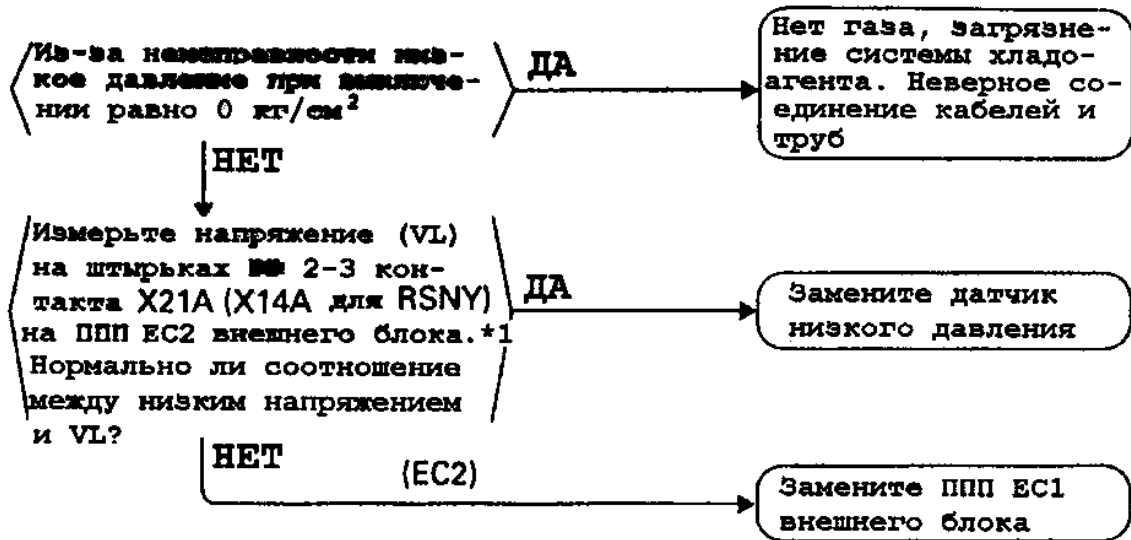 Из-за неисправности низ-
кое давление при выключе-
нии равно 0 кг/см²
ДА
Нет газа, загрязне-
ние системы хладо-
агента. Неверное со-
единение кабелей и
труб
НЕТ
Измерьте напряжение (VL)
на штырьках 2-3 кон-
такта X21A (X14A для RSNY)
на ППП EC2 внешнего блока.*1
Нормально ли соотношение
между низким напряжением
и VL?
ДА
Замените датчик
низкого давления
НЕТ
(EC2)
Замените ППП EC1
внешнего блока